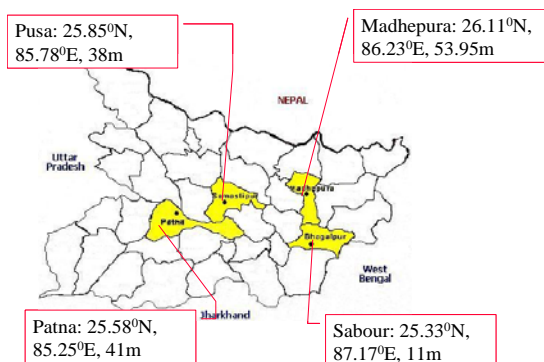 Pusa: 25.85⁰N,
85.78⁰E, 38m
Madhepura: 26.11⁰N,
86.23⁰E, 53.95m
NEPAL
Uttar
Pradesh
Samastipur
Madhepura
Patna
Bhagalpur
West
Bengal
Jharkhand
Patna: 25.58⁰N,
85.25⁰E, 41m
Sabour: 25.33⁰N,
87.17⁰E, 11m